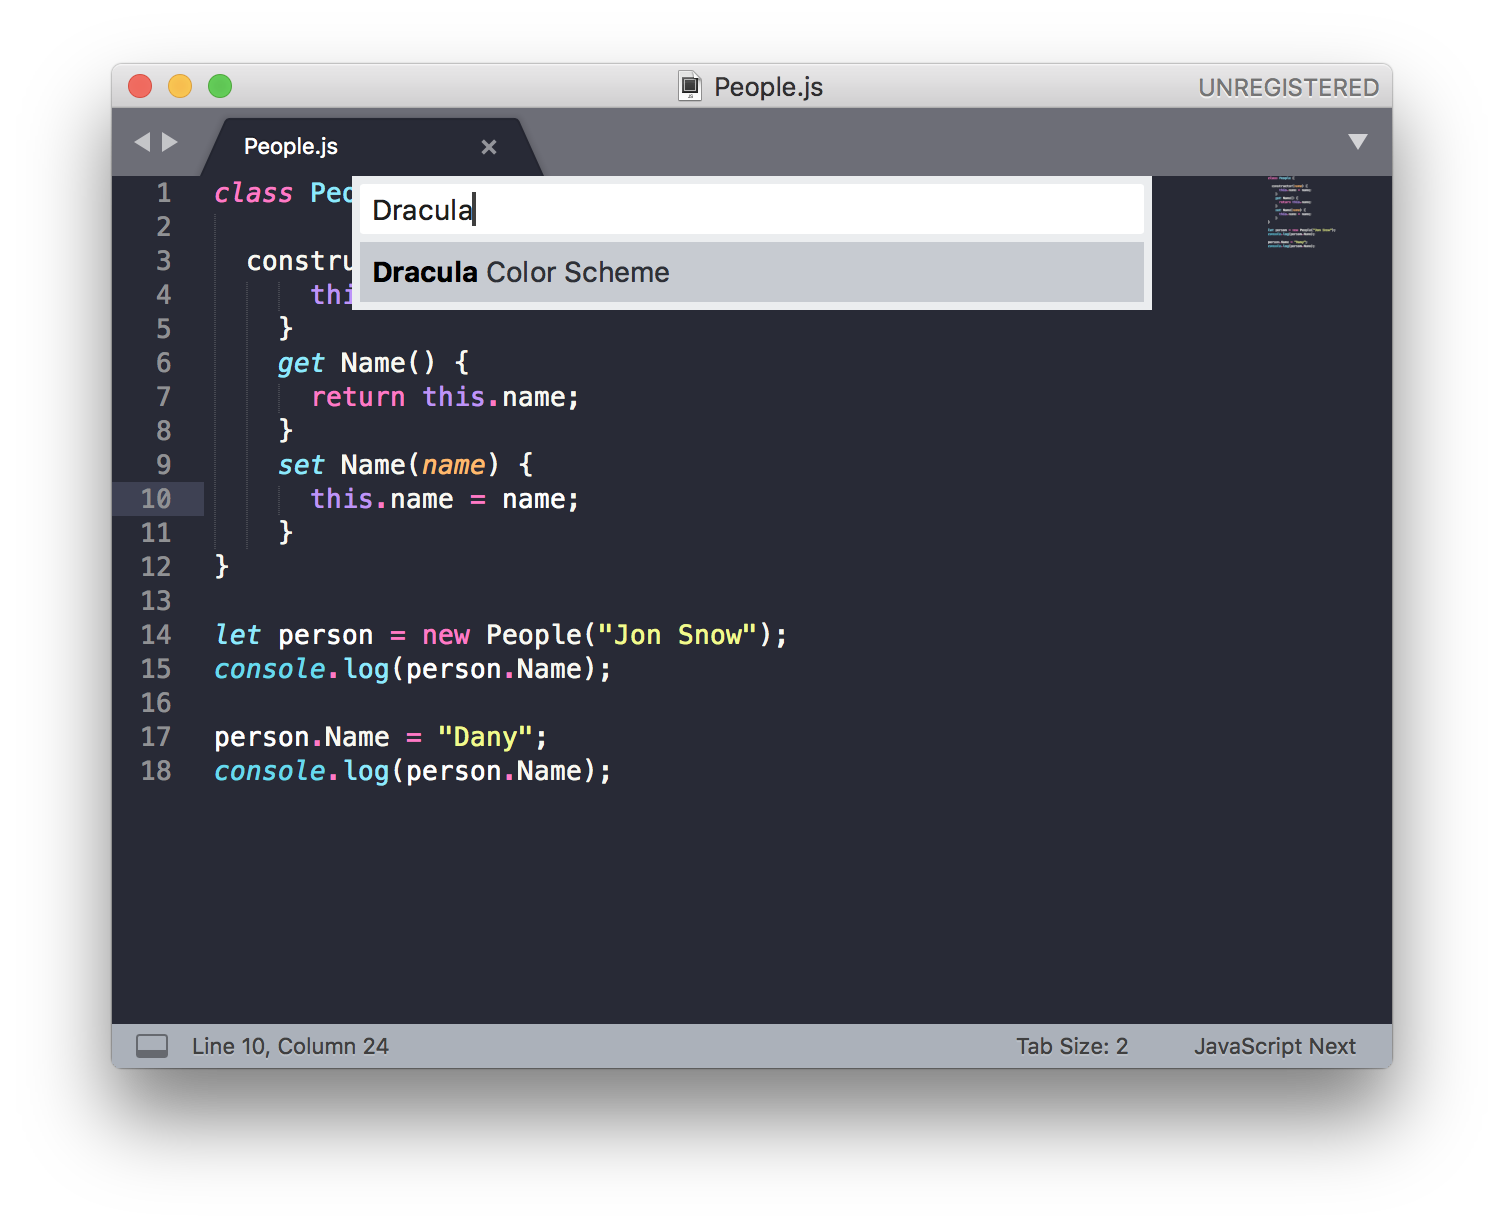 People.js
UNREGISTERED
People.js
Dracula
Dracula Color Scheme
1 class Peo
2
3 constru
4 thi
5 }
6 get Name() {
7 return this.name;
8 }
9 set Name(name) {
10 this.name = name;
11 }
12 }
13
14 let person = new People("Jon Snow");
15 console.log(person.Name);
16
17 person.Name = "Dany";
18 console.log(person.Name);
Line 10, Column 24
Tab Size: 2
JavaScript Next